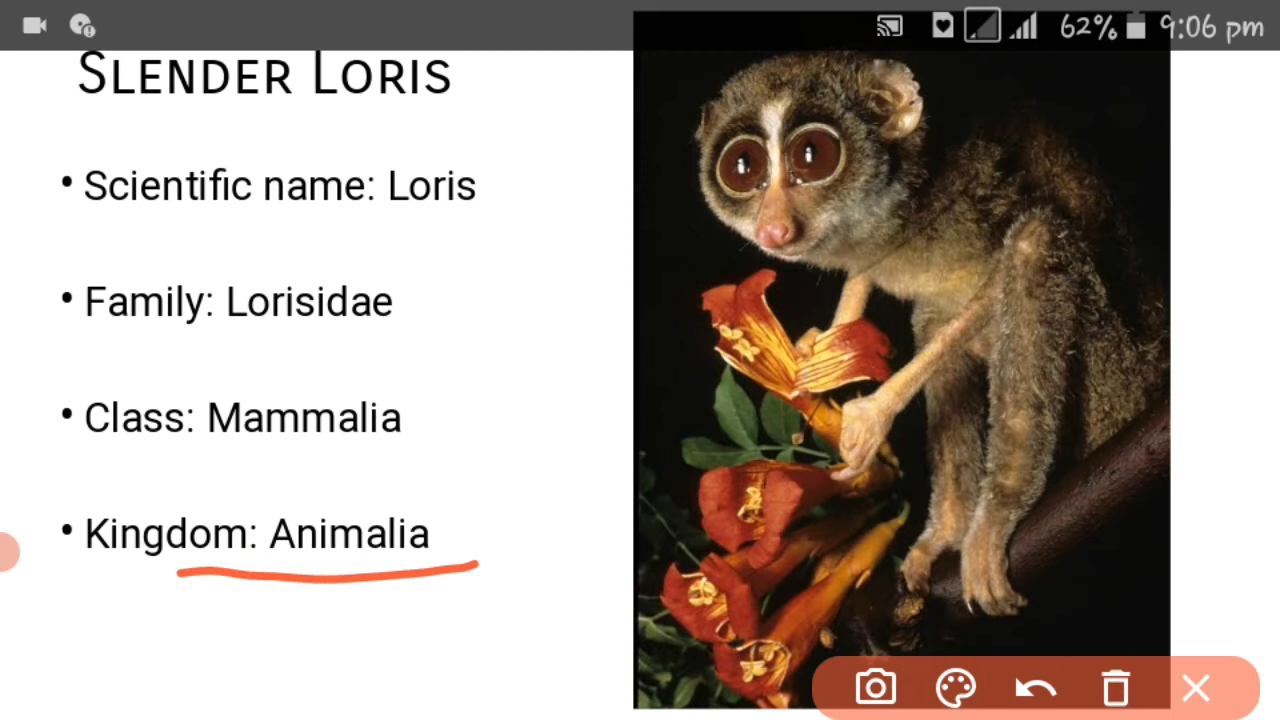 62% 9:06 pm
SLENDER LORIS
• Scientific name: Loris
• Family: Lorisidae
• Class: Mammalia
• Kingdom: Animalia